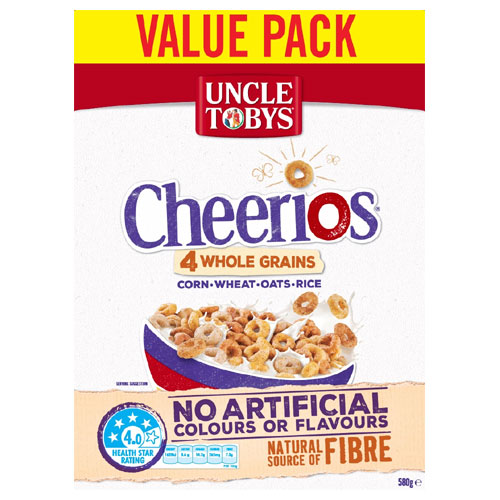 VALUE PACK
UNCLE
TOBYS
Cheerios
4 WHOLE GRAINS
CORN•WHEAT•OATS•RICE
SERVING SUGGESTION
4.0
HEALTH STAR
RATING
NO ARTIFICIAL
COLOURS OR FLAVOURS
NATURAL
SOURCE OF FIBRE
580g e